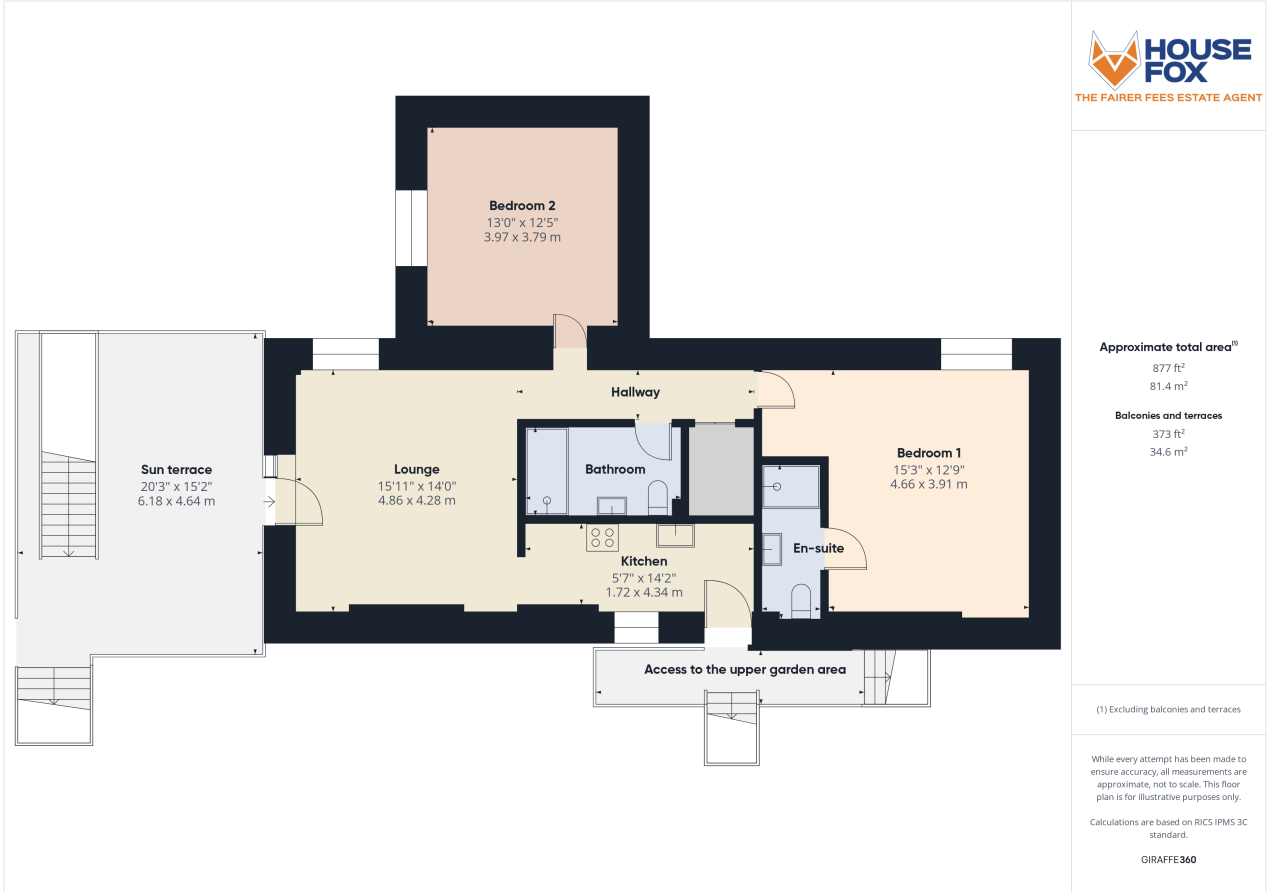 HOUSE
FOX
THE FAIRER FEES ESTATE AGENT
Bedroom 2
13'0" x 12'5"
3.97 x 3.79 m
Hallway
Sun terrace
20'3" x 15'2"
6.18 x 4.64 m
Lounge
15'11" x 14'0"
4.86 x 4.28 m
Bathroom
Bedroom 1
15'3" x 12'9"
4.66 x 3.91 m
En-suite
Kitchen
5'7" x 14'2"
1.72 x 4.34 m
Access to the upper garden area
Approximate total area(1)
877 ft²
81.4 m²
Balconies and terraces
373 ft²
34.6 m²
(1) Excluding balconies and terraces
While every attempt has been made to
ensure accuracy, all measurements are
approximate, not to scale. This floor
plan is for illustrative purposes only.
Calculations are based on RICS IPMS 3C
standard.
GIRAFFE360